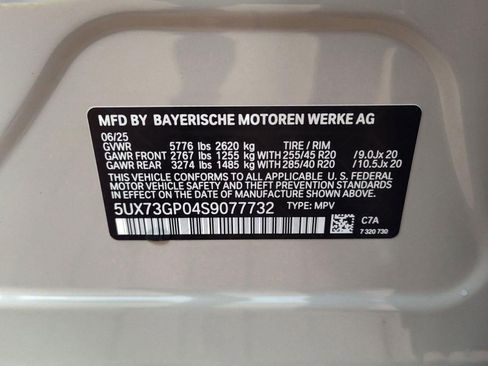 MFD BY BAYERISCHE MOTOREN WERKE AG
06/25
GVWR 5776 lbs 2620 kg TIRE / RIM
GAWR FRONT 2767 lbs 1255 kg WITH 255/45 R20 /9.0Jx 20
GAWR REAR 3274 lbs 1485 kg WITH 285/40 R20 /10.5Jx 20
THIS VEHICLE CONFORMS TO ALL APPLICABLE U. S. FEDERAL
MOTOR VEHICLE SAFETY STANDARDS IN
EFFECT ON THE DATE OF MANUFACTURE SHOWN ABOVE.
5UX73GP04S9077732 TYPE: MPV
C7A
7 320 730